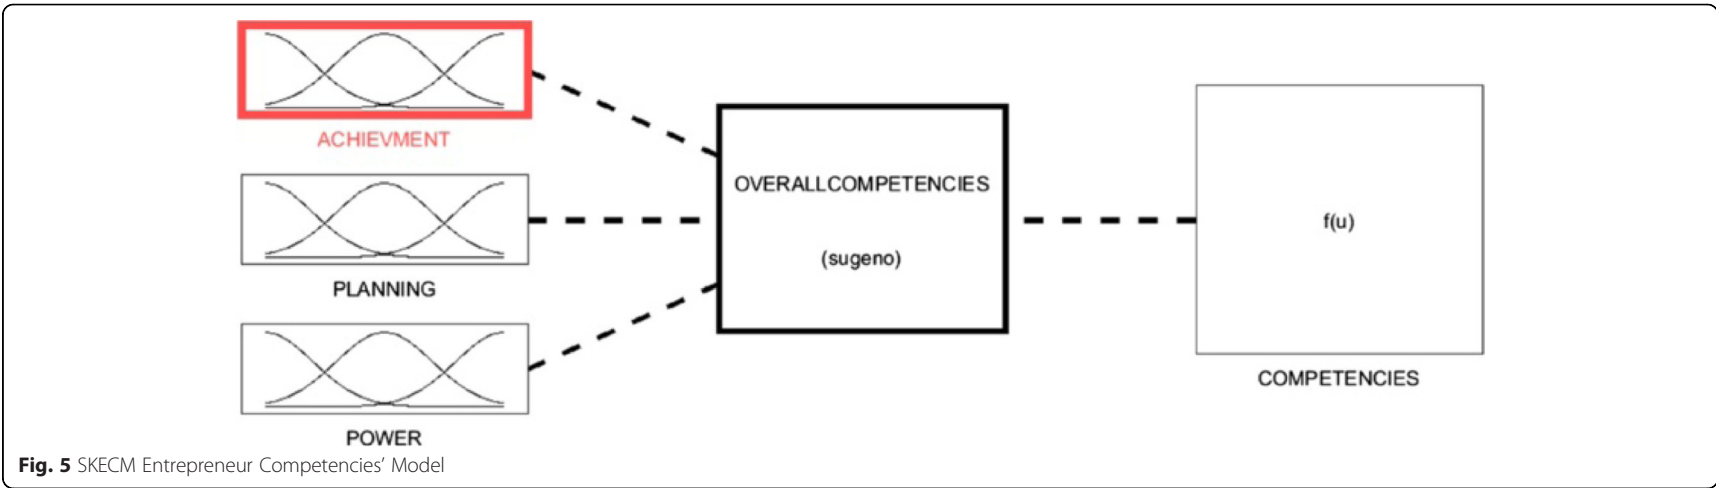 ACHIEVMENT
PLANNING
POWER
OVERALLCOMPETENCIES
(sugeno)
f(u)
COMPETENCIES
Fig. 5 SKECM Entrepreneur Competencies’ Model